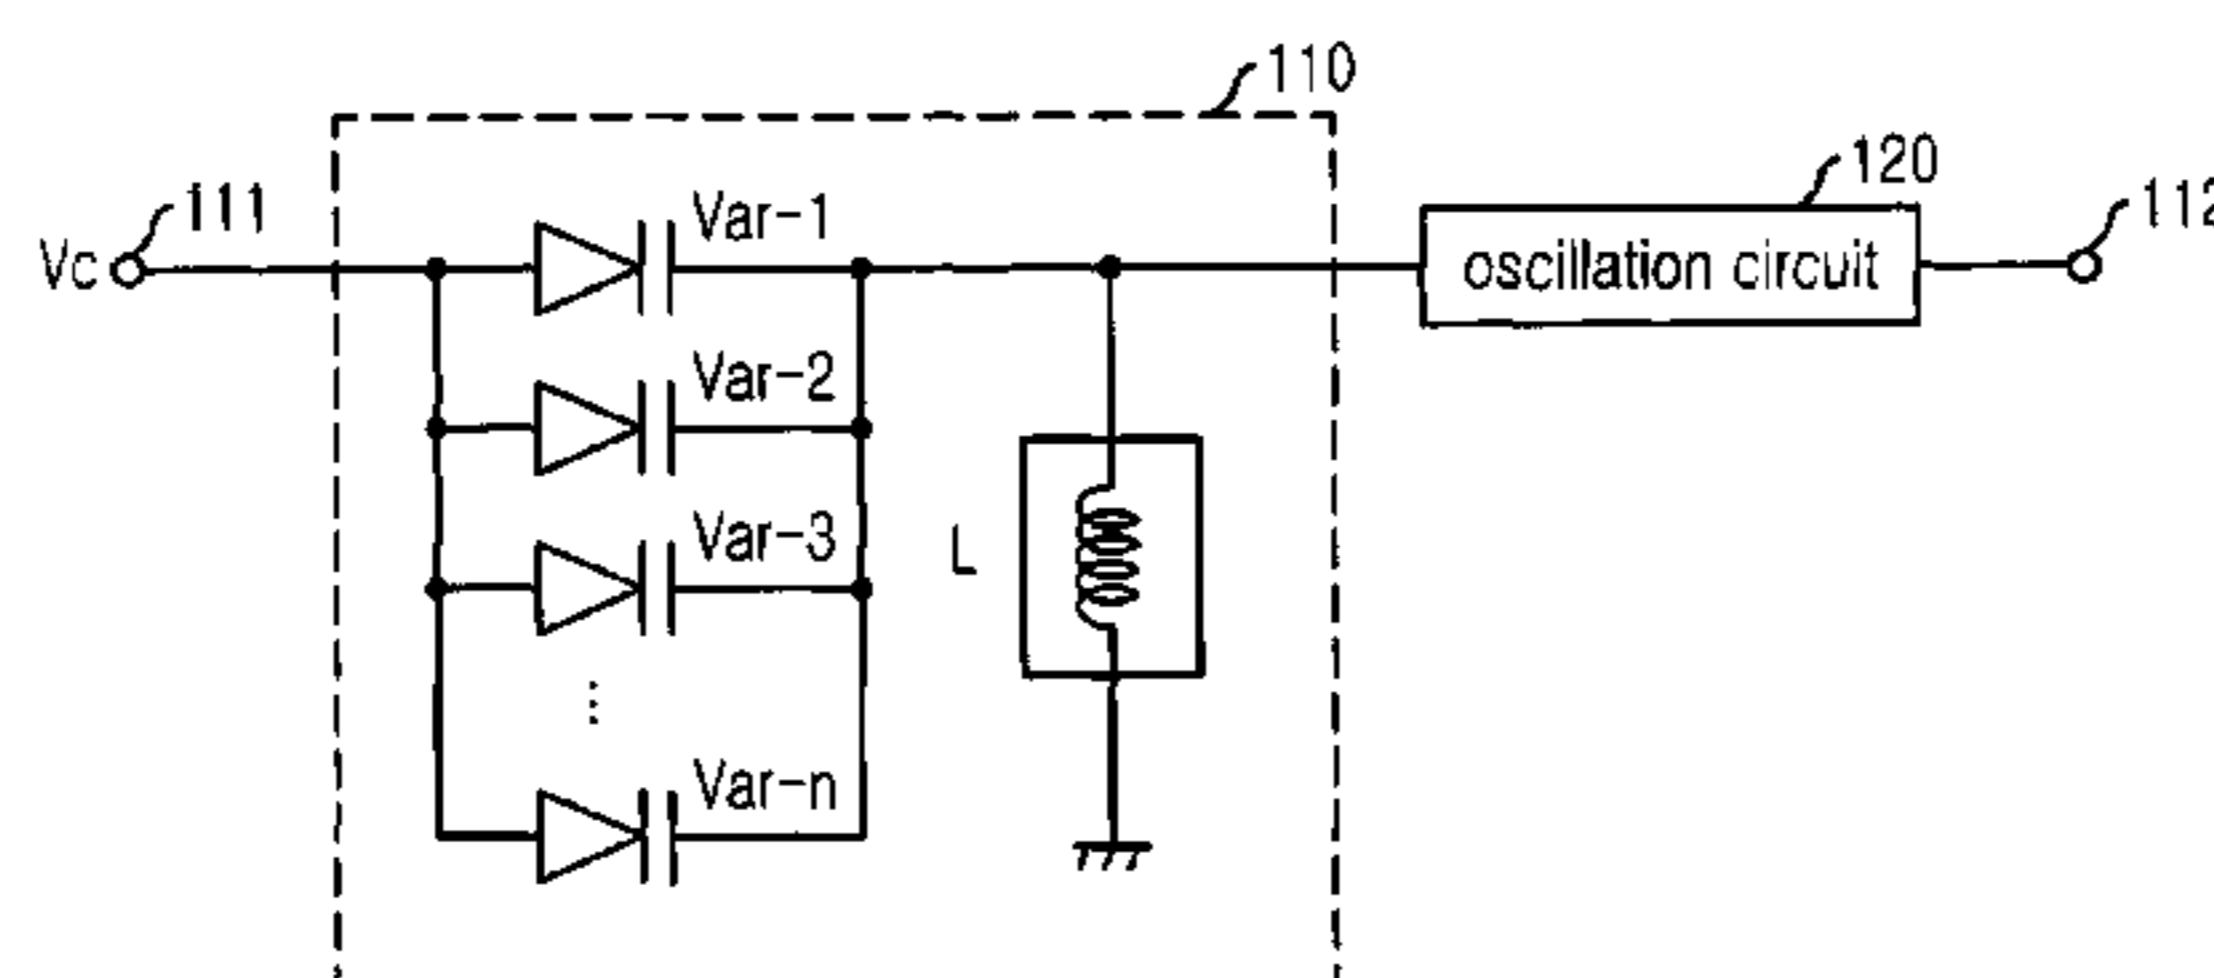 110
120
111
112
Var-1
Vc
oscillation circuit
Var-2
Var-3
L
...
Var-n